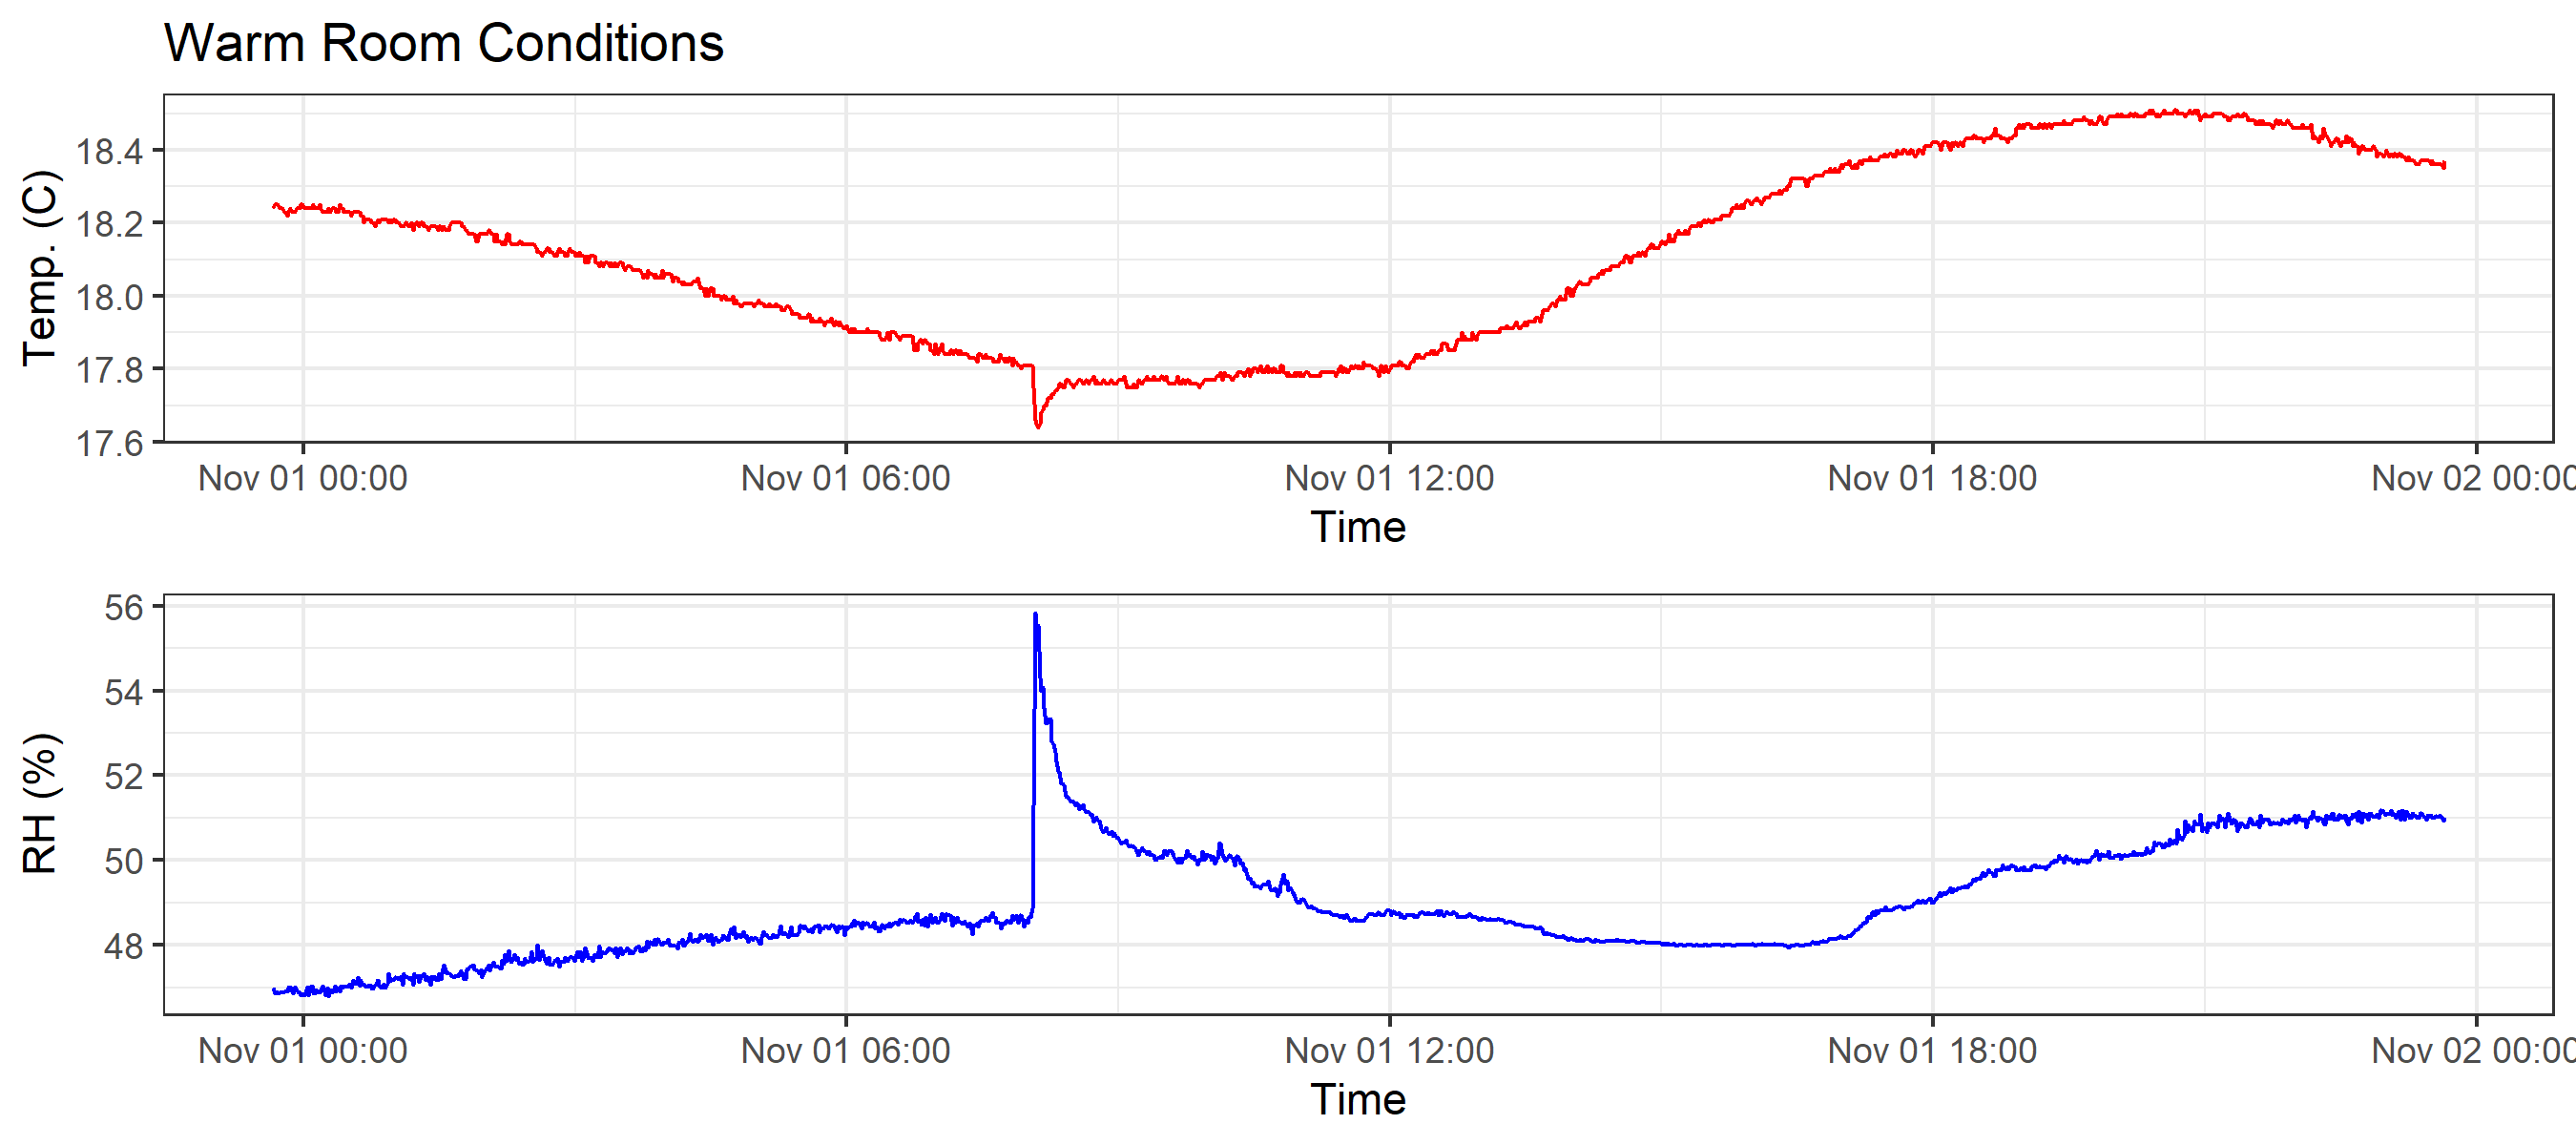 Warm Room Conditions
Temp. (C)
18.4
18.2
18.0
17.8
17.6
Nov 01 00:00 Nov 01 06:00 Nov 01 12:00 Nov 01 18:00 Nov 02 00:00
Time
RH (%)
56
54
52
50
48
Nov 01 00:00 Nov 01 06:00 Nov 01 12:00 Nov 01 18:00 Nov 02 00:00
Time